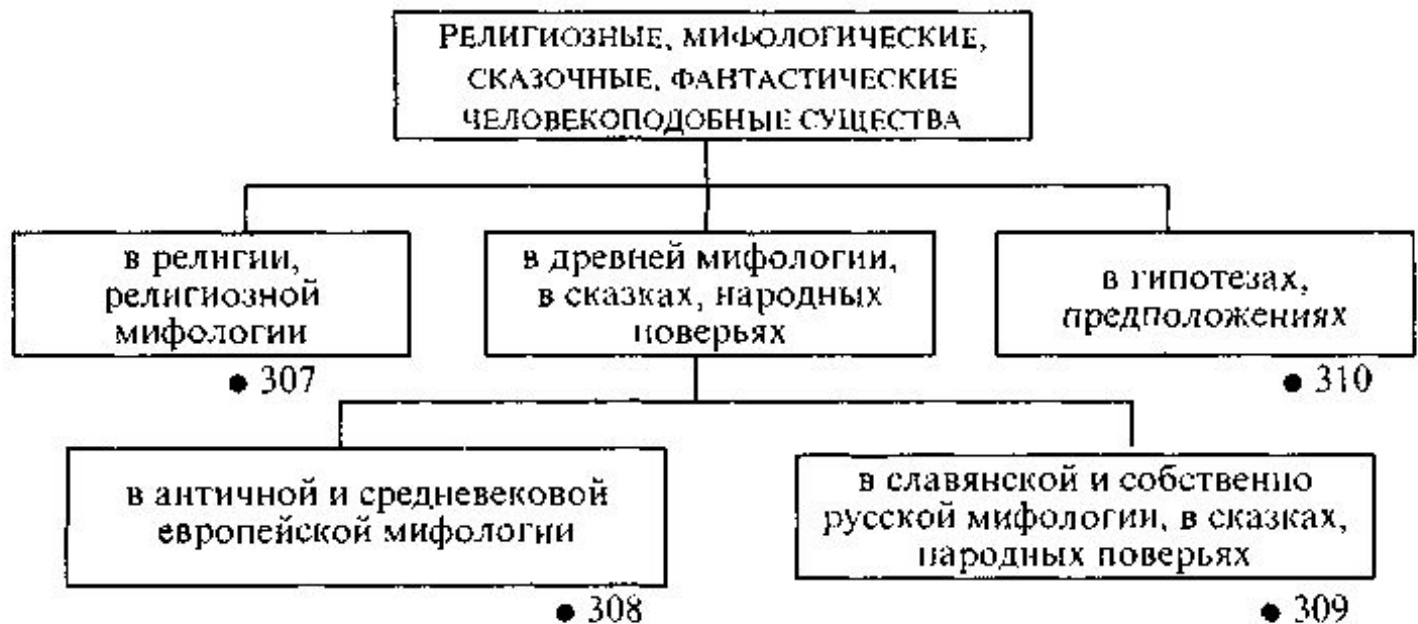 РЕЛИГИОЗНЫЕ, МИФОЛОГИЧЕСКИЕ,
СКАЗОЧНЫЕ, ФАНТАСТИЧЕСКИЕ
ЧЕЛОВЕКОПОДОБНЫЕ СУЩЕСТВА
в религии,
религиозной
мифологии
● 307
в древней мифологии,
в сказках, народных
поверьях
в гипотезах,
предположениях
● 310
в античной и средневековой
европейской мифологии
● 308
в славянской и собственно
русской мифологии, в сказках,
народных поверьях
● 309